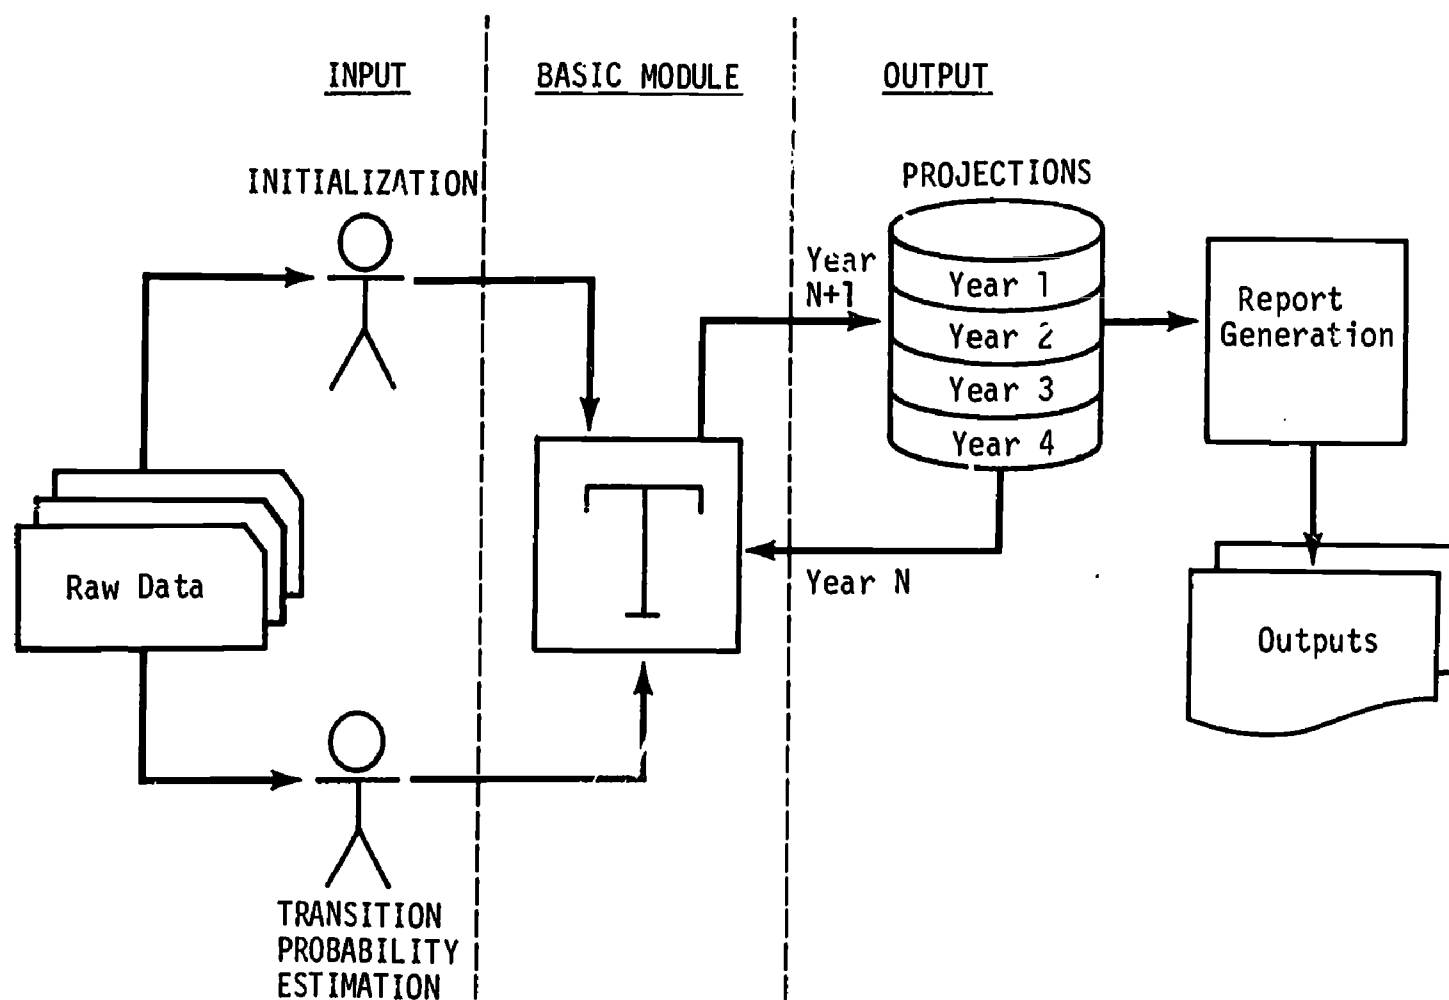 INPUT
BASIC MODULE
OUTPUT
INITIALIZATION
PROJECTIONS
Year
N+1
Year 1
Year 2
Year 3
Year 4
Report
Generation
T
Raw Data
Year N
Outputs
TRANSITION
PROBABILITY
ESTIMATION